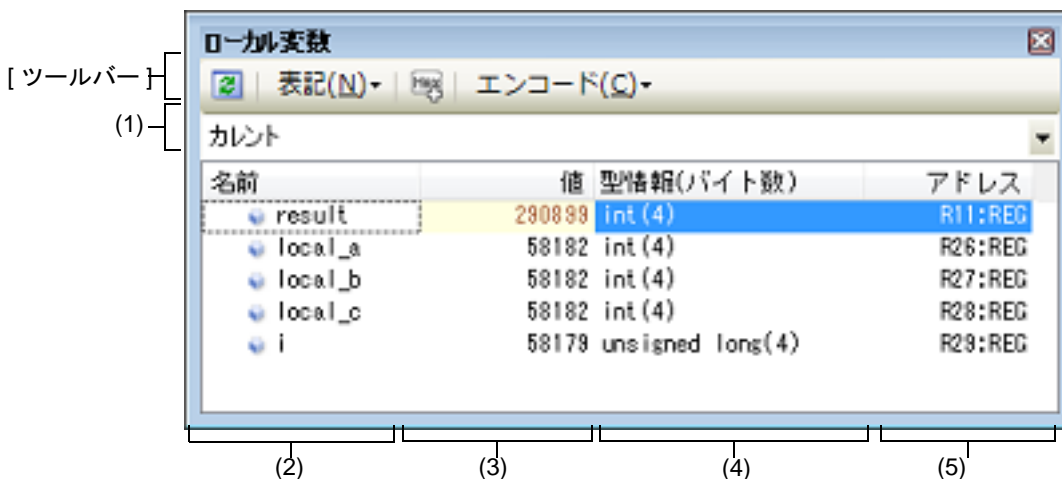 ローカル変数
[ ツールバー ]
表記(N)
Hex
エンコード(C)
(1)
カレント
名前 値 型情報(バイト数) アドレス
result 290899 int(4) R11:REG
local_a 58182 int(4) R26:REG
local_b 58182 int(4) R27:REG
local_c 58182 int(4) R28:REG
i 58179 unsigned long(4) R29:REG
(2) (3) (4) (5)